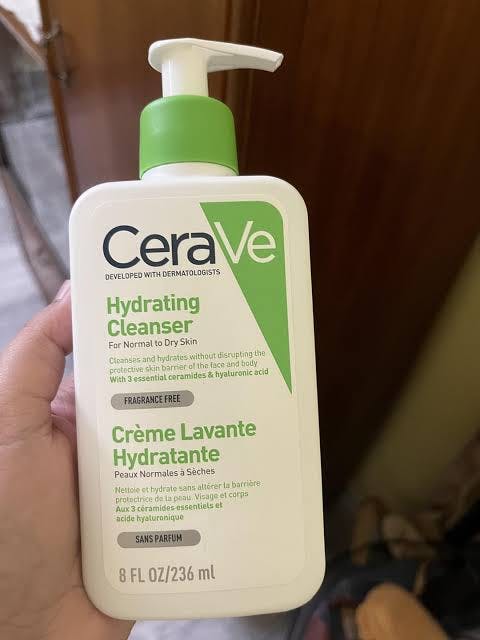 CeraVe
DEVELOPED WITH DERMATOLOGISTS
Hydrating
Cleanser
For Normal to Dry Skin
Cleanses and hydrates without disrupting the
protective skin barrier of the face and body
With 3 essential ceramides & hyaluronic acid
FRAGRANCE FREE
Crème Lavante
Hydratante
Peaux Normales à Sèches
Nettoie et hydrate sans altérer la barrière
protectrice de la peau. Visage et corps
Aux 3 céramides essentiels et
acide hyaluronique
SANS PARFUM
8 FL OZ/236 ml